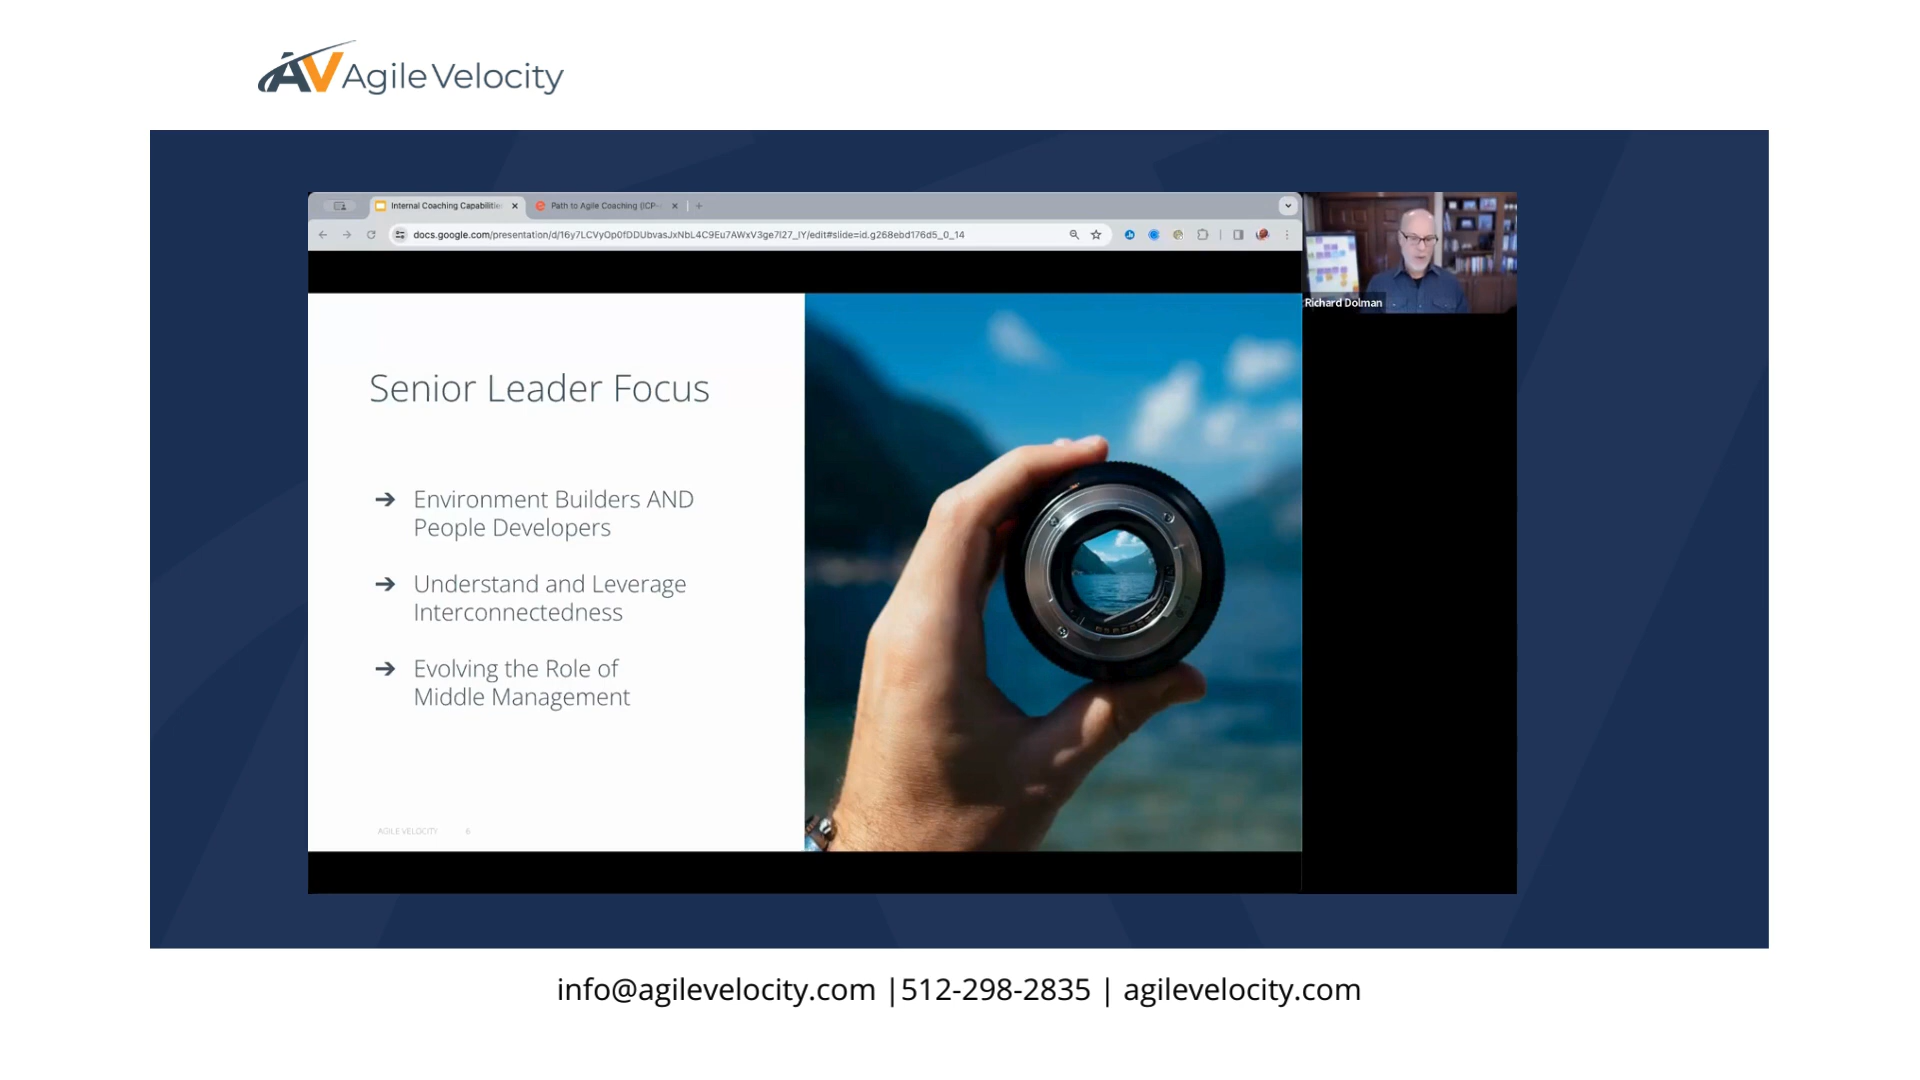 AV Agile Velocity
Internal Coaching Capabilitie
Path to Agile Coaching (ICP-
docs.google.com/presentation/d/16y7LCVyOp0fDDUbvasJxNbL4C9Eu7AWxV3ge7l27_lY/edit#slide=id.g268ebd176d5_0_14
Richard Dolman
Senior Leader Focus
➔ Environment Builders AND
People Developers
➔ Understand and Leverage
Interconnectedness
➔ Evolving the Role of
Middle Management
AGILE VELOCITY 6
info@agilevelocity.com |512-298-2835 | agilevelocity.com